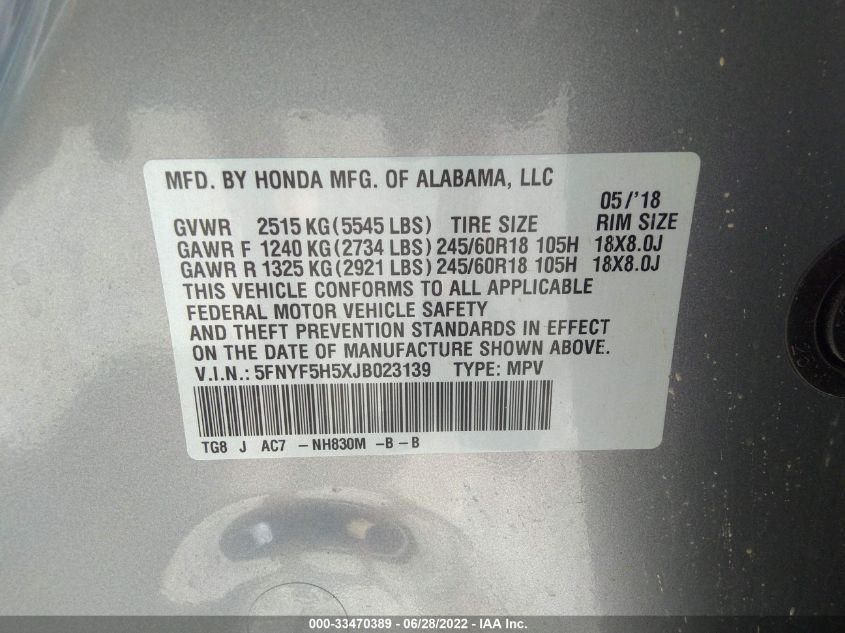 MFD. BY HONDA MFG. OF ALABAMA, LLC
05/'18
GVWR 2515 KG(5545 LBS) TIRE SIZE RIM SIZE
GAWR F 1240 KG(2734 LBS) 245/60R18 105H 18X8.0J
GAWR R 1325 KG(2921 LBS) 245/60R18 105H 18X8.0J
THIS VEHICLE CONFORMS TO ALL APPLICABLE
FEDERAL MOTOR VEHICLE SAFETY
AND THEFT PREVENTION STANDARDS IN EFFECT
ON THE DATE OF MANUFACTURE SHOWN ABOVE.
V.I.N.: 5FNYF5H5XJB023139 TYPE: MPV
TG8 J AC7 -NH830M -B-B
000-33470389 - 06/28/2022 - IAA Inc.